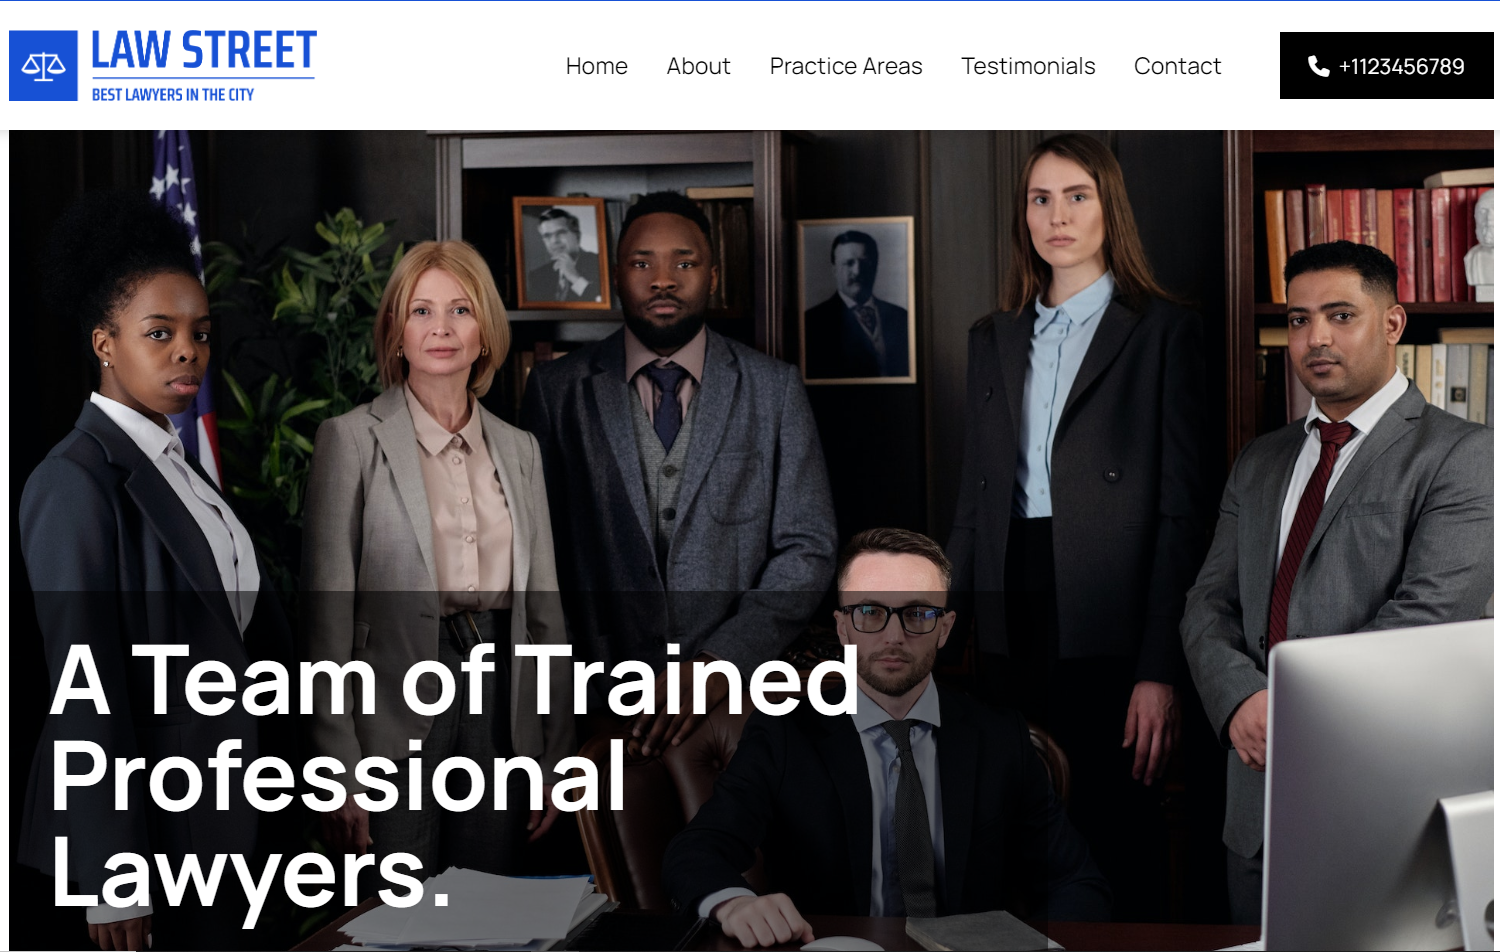 LAW STREET
BEST LAWYERS IN THE CITY
Home
About
Practice Areas
Testimonials
Contact
+1123456789
A Team of Trained
Professional
Lawyers.